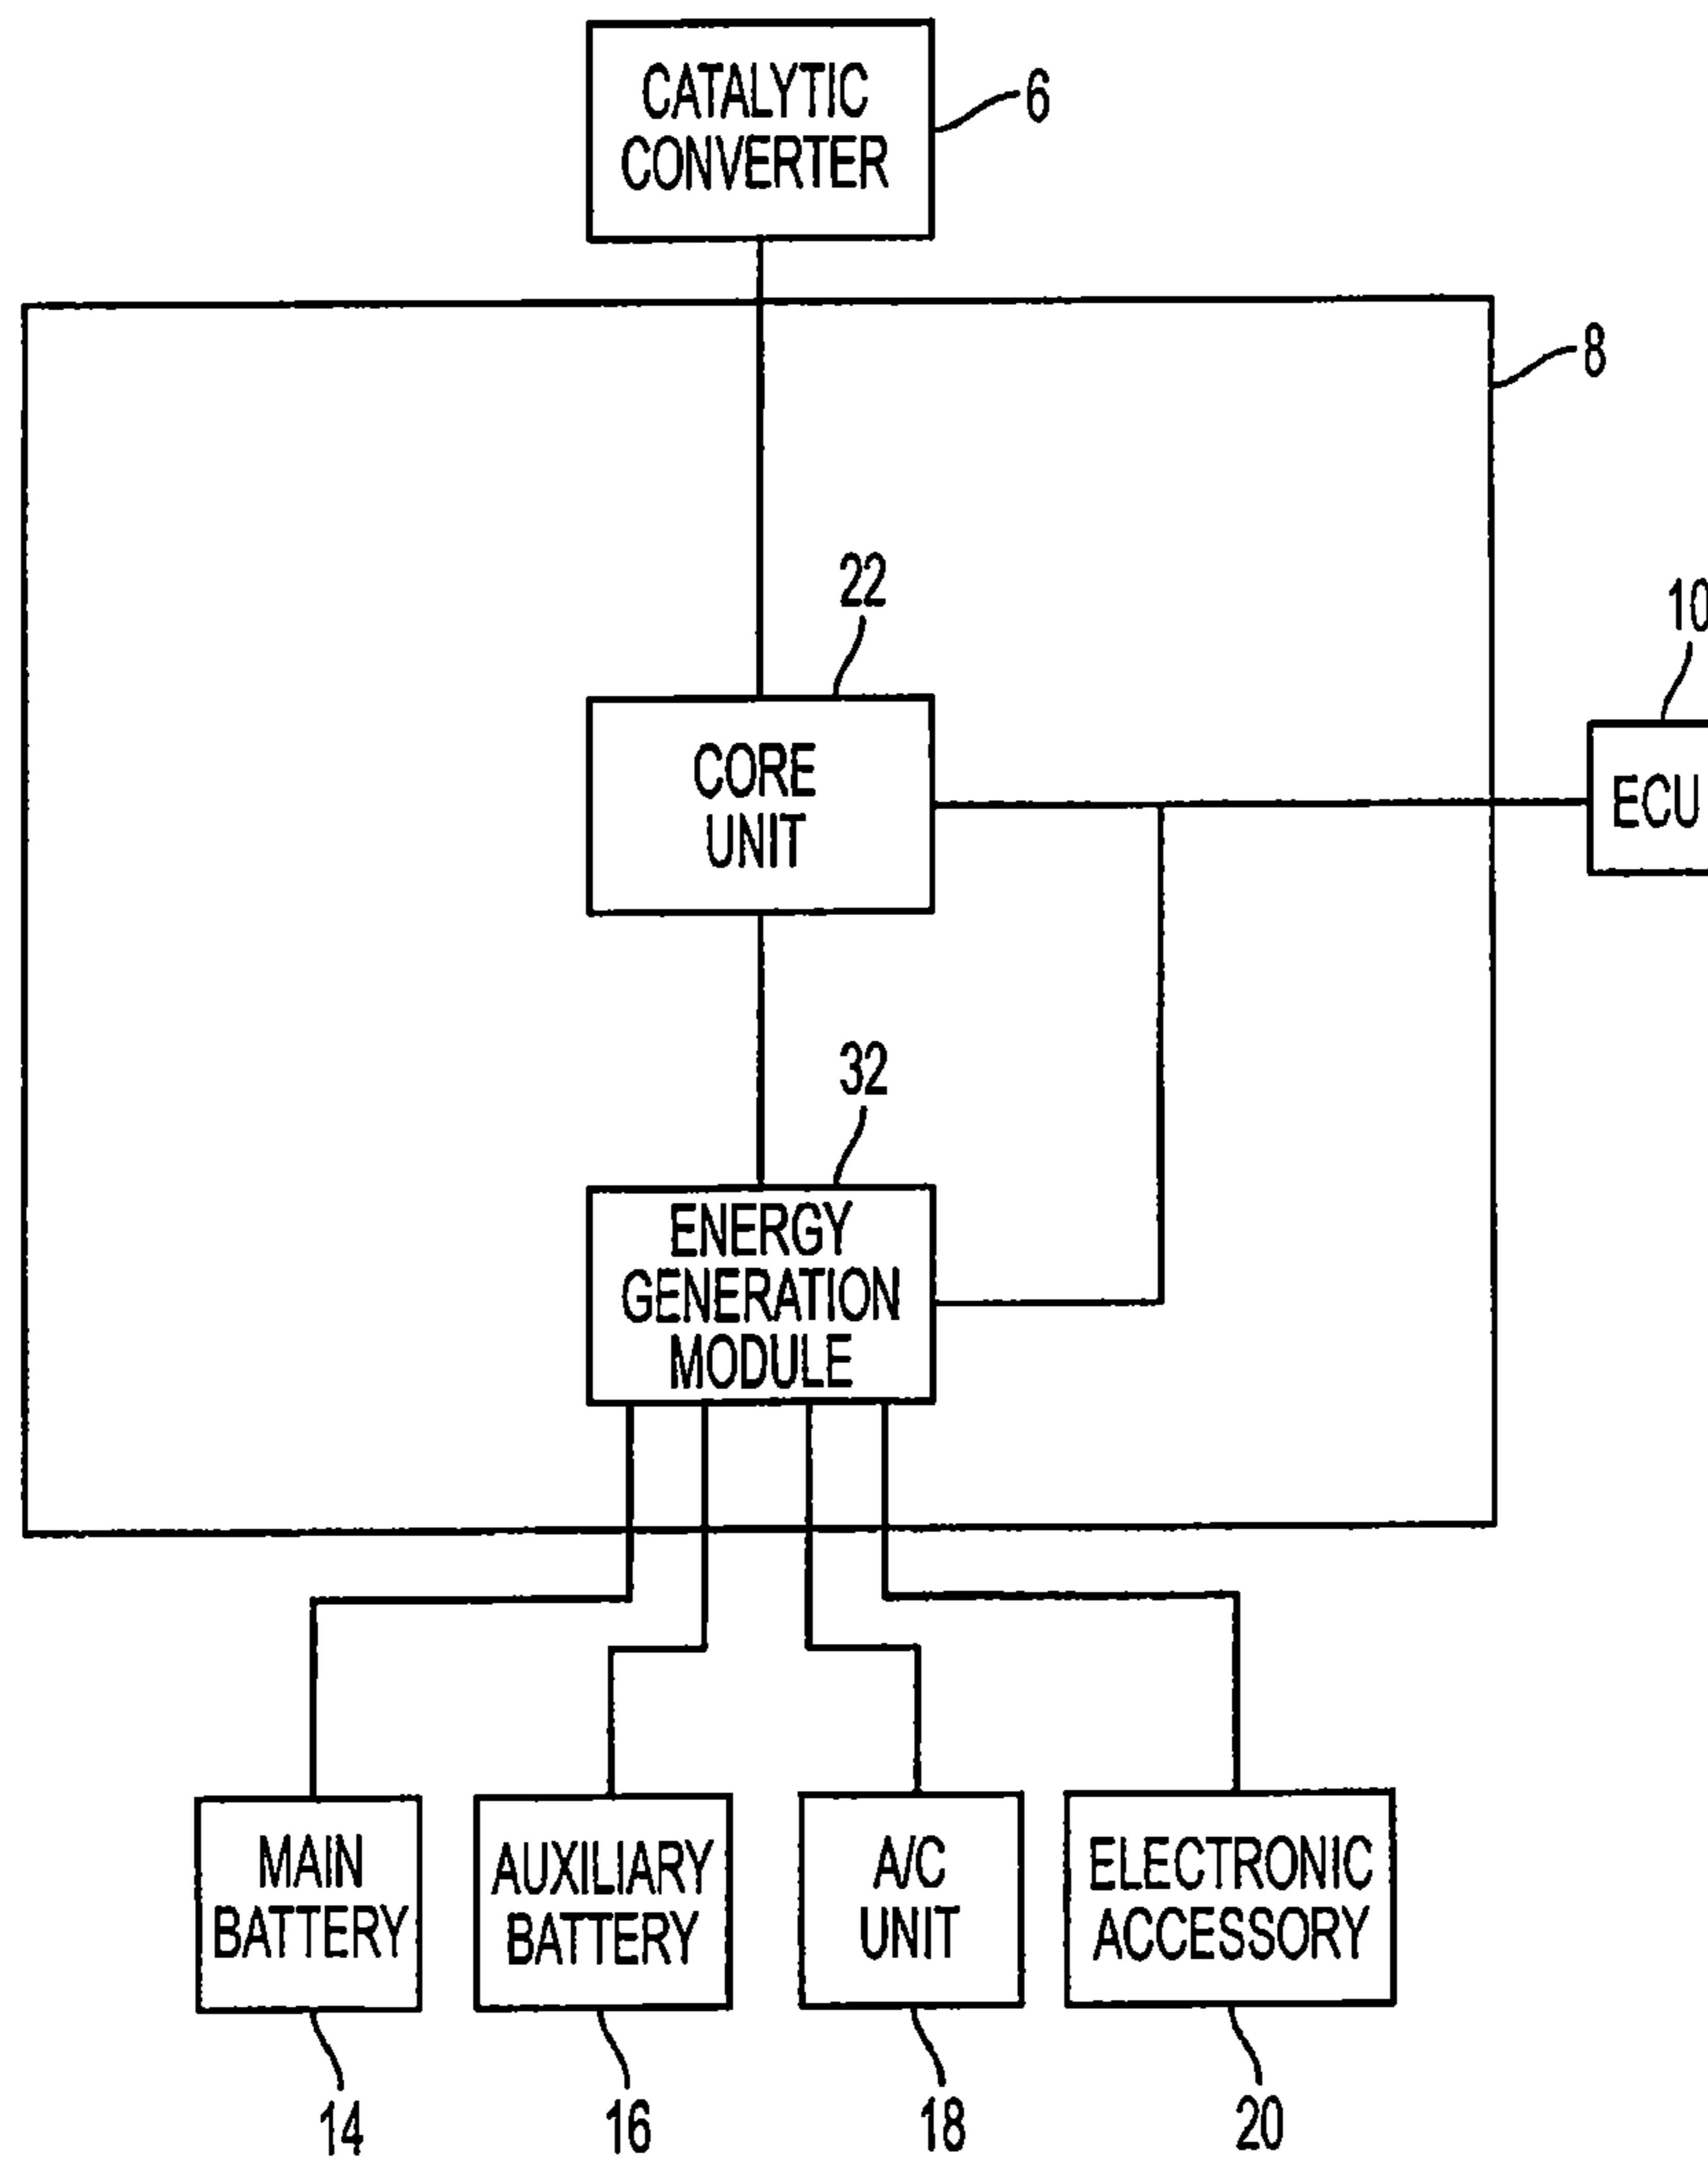 CATALYTIC
CONVERTER
6
8
22
10
CORE
UNIT
ECU
32
ENERGY
GENERATION
MODULE
MAIN
BATTERY
AUXILIARY
BATTERY
A/C
UNIT
ELECTRONIC
ACCESSORY
14
16
18
20